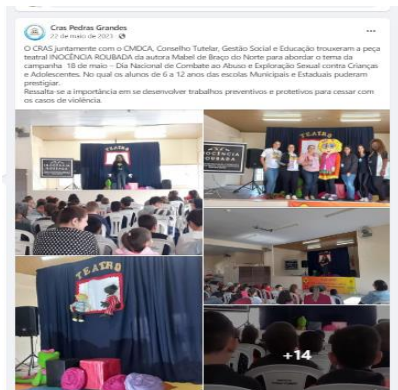 Cras Pedras Grandes
22 de maio de 2023
O CRAS juntamente com o CMDCA, Conselho Tutelar, Gestão Social e Educação trouxeram a peça
teatral INOCÊNCIA ROUBADA da autora Mabel de Braço do Norte para abordar o tema da
campanha 18 de maio – Dia Nacional de Combate ao Abuso e Exploração Sexual contra Crianças
e Adolescentes. No qual os alunos de 6 a 12 anos das escolas Municipais e Estaduais puderam
prestigiar.
Ressalta-se a importância em se desenvolver trabalhos preventivos e protetivos para cessar com
os casos de violência.
TEATRO
INOCÊNCIA
ROUBADA
TEATRO
INOCÊNCIA
ROUBADA
TEATRO
+14